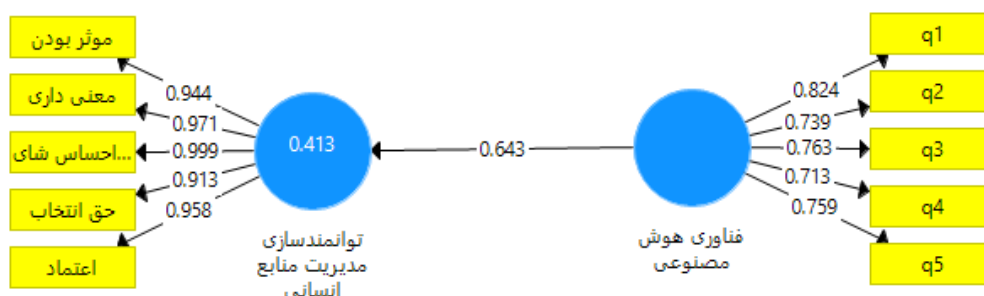 موثر بودن
معنی داری
احساس شای...
حق انتخاب
اعتماد
0.944
0.971
0.999
0.913
0.958
0.413
توانمندسازی
مدیریت منابع
انسانی
0.643
فناوری هوش
مصنوعی
0.824
0.739
0.763
0.713
0.759
q1
q2
q3
q4
q5